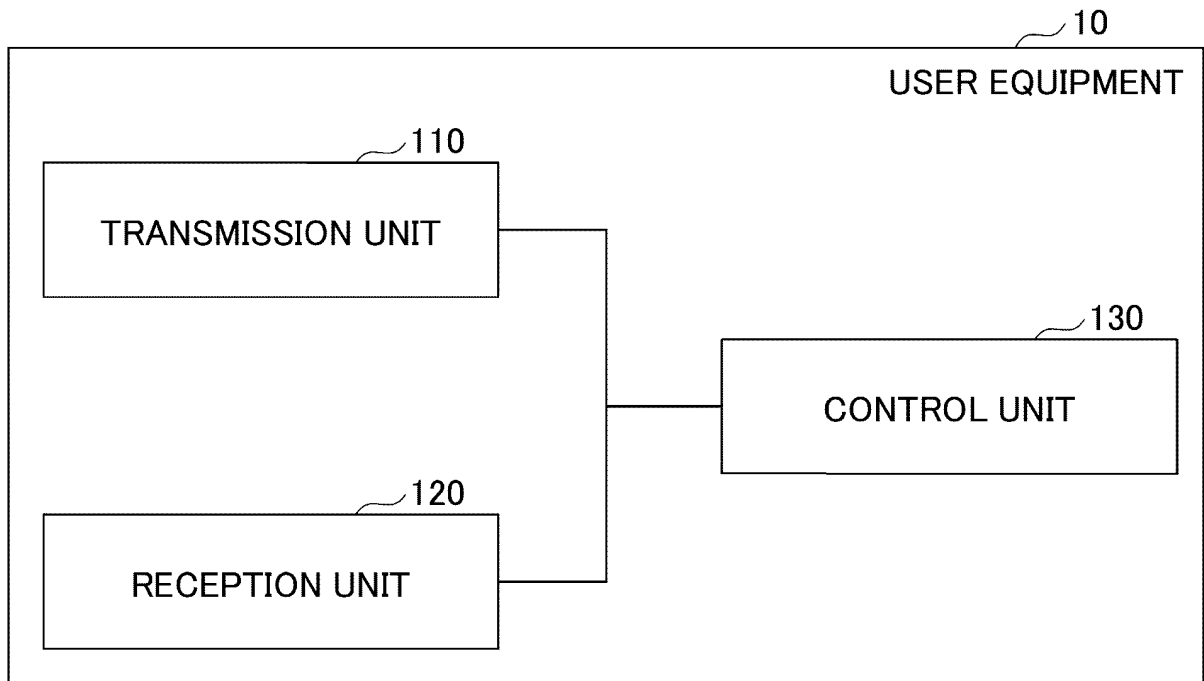 10
USER EQUIPMENT
110
TRANSMISSION UNIT
130
CONTROL UNIT
120
RECEPTION UNIT